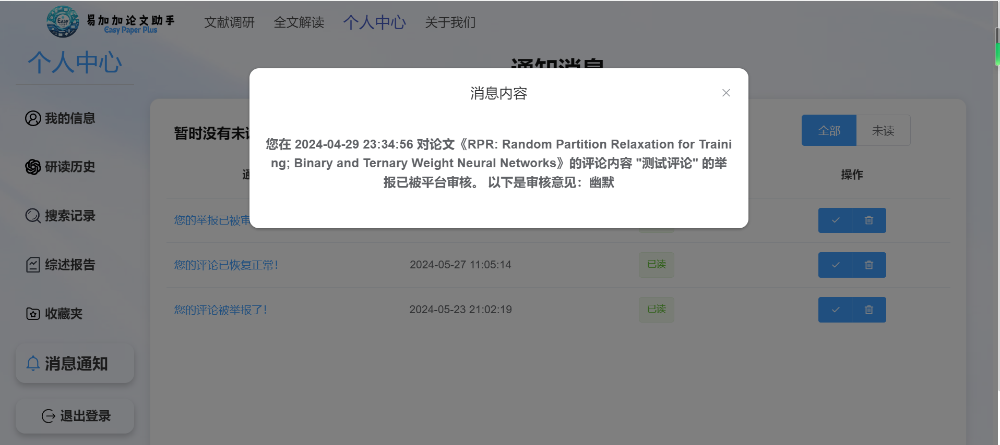 易加加论文助手
Easy Paper Plus
Easy
文献调研
全文解读
个人中心
关于我们
个人中心
通知消息
消息内容
我的信息
暂时没有未
全部
未读
您在 2024-04-29 23:34:56 对论文《RPR: Random Partition Relaxation for Traini
ng; Binary and Ternary Weight Neural Networks》的评论内容 "测试评论" 的举
报已被平台审核。 以下是审核意见：幽默
研读历史
通
操作
搜索记录
您的举报已被审
综述报告
您的评论已恢复正常！
2024-05-27 11:05:14
已读
收藏夹
您的评论被举报了！
2024-05-23 21:02:19
已读
消息通知
退出登录